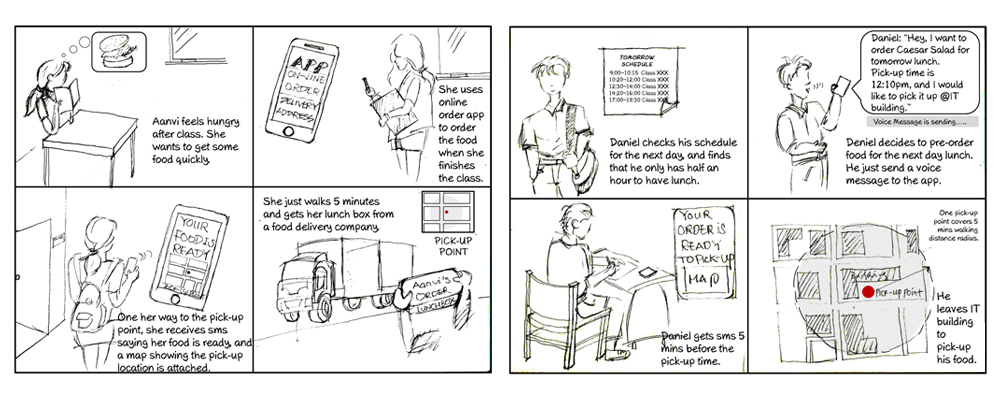 Aanvi feels hungry
after class. She
wants to get some
food quickly.
APP
ON-LINE
ORDER
DELIVERY
ADDRESS
She uses
online
order app
to order
the food
when she
finishes
the class.
YOUR
FOOD IS
READY
One her way to the pick-up
point, she receives sms
saying her food is ready, and
a map showing the pick-up
location is attached.
She just walks 5 minutes
and gets her lunch box from
a food delivery company.
PICK-UP
POINT
Aanvi's
ORDER
LUNCHBOX
TOMORROW
SCHEDULE
9:00-10:15 Class XXX
10:20-12:00 Class XXX
12:30-14:00 Class XXX
14:20-16:00 Class XXX
17:00-18:30 Class XXX
Daniel checks his schedule
for the next day, and finds
that he only has half an
hour to have lunch.
Daniel: "Hey, I want to
order Caesar Salad for
tomorrow lunch.
Pick-up time is
12:10pm, and I would
like to pick it up @IT
building."
Voice Message is sending.....
Deniel decides to pre-order
food for the next day lunch.
He just send a voice
message to the app.
YOUR
ORDER IS
READY
TO PICK-UP
MAP
Daniel gets sms 5
mins before the
pick-up time.
One pick-up
point covers 5
mins walking
distance radius.
Pick-up point
He
leaves IT
building
to
pick-up
his food.